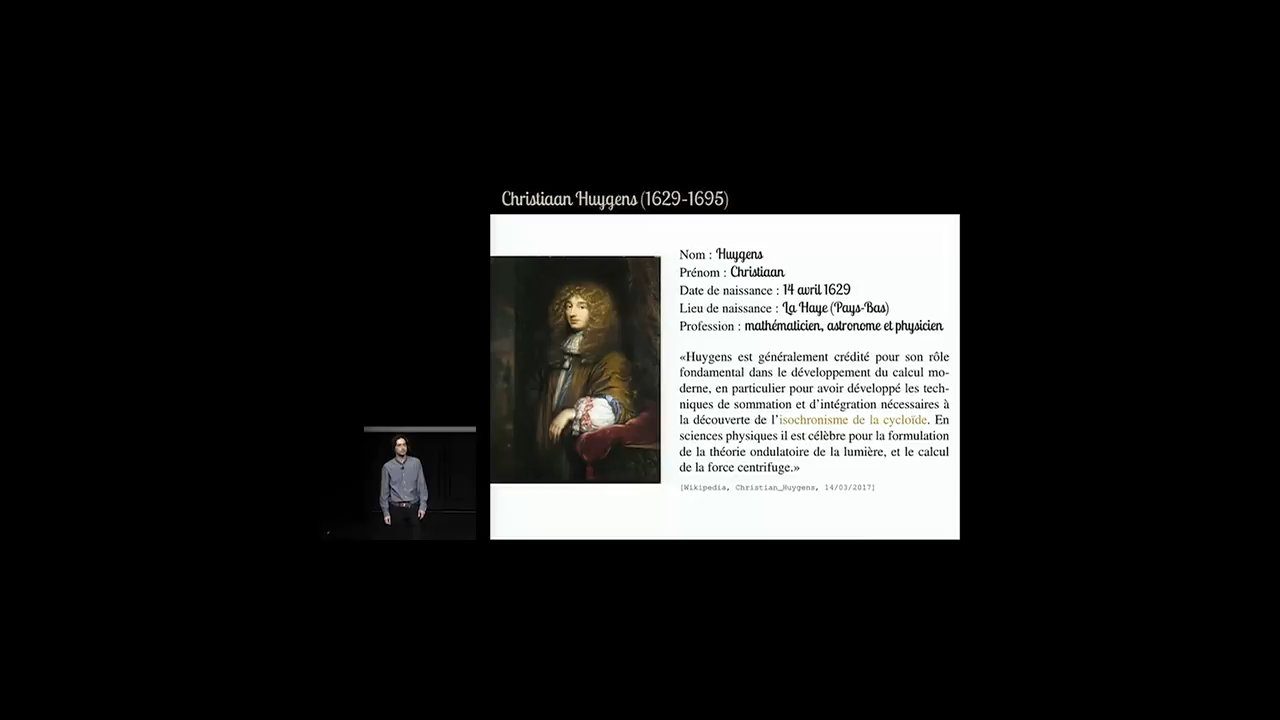 Christiaan Huygens (1629-1695)
Nom : Huygens
Prénom : Christiaan
Date de naissance : 14 avril 1629
Lieu de naissance : La Haye (Pays-Bas)
Profession : mathématicien, astronome et physicien
«Huygens est généralement crédité pour son rôle
fondamental dans le développement du calcul mo-
derne, en particulier pour avoir développé les tech-
niques de sommation et d'intégration nécessaires à
la découverte de l'isochronisme de la cycloïde. En
sciences physiques il est célèbre pour la formulation
de la théorie ondulatoire de la lumière, et le calcul
de la force centrifuge.»
[Wikipedia, Christian_Huygens, 14/03/2017]